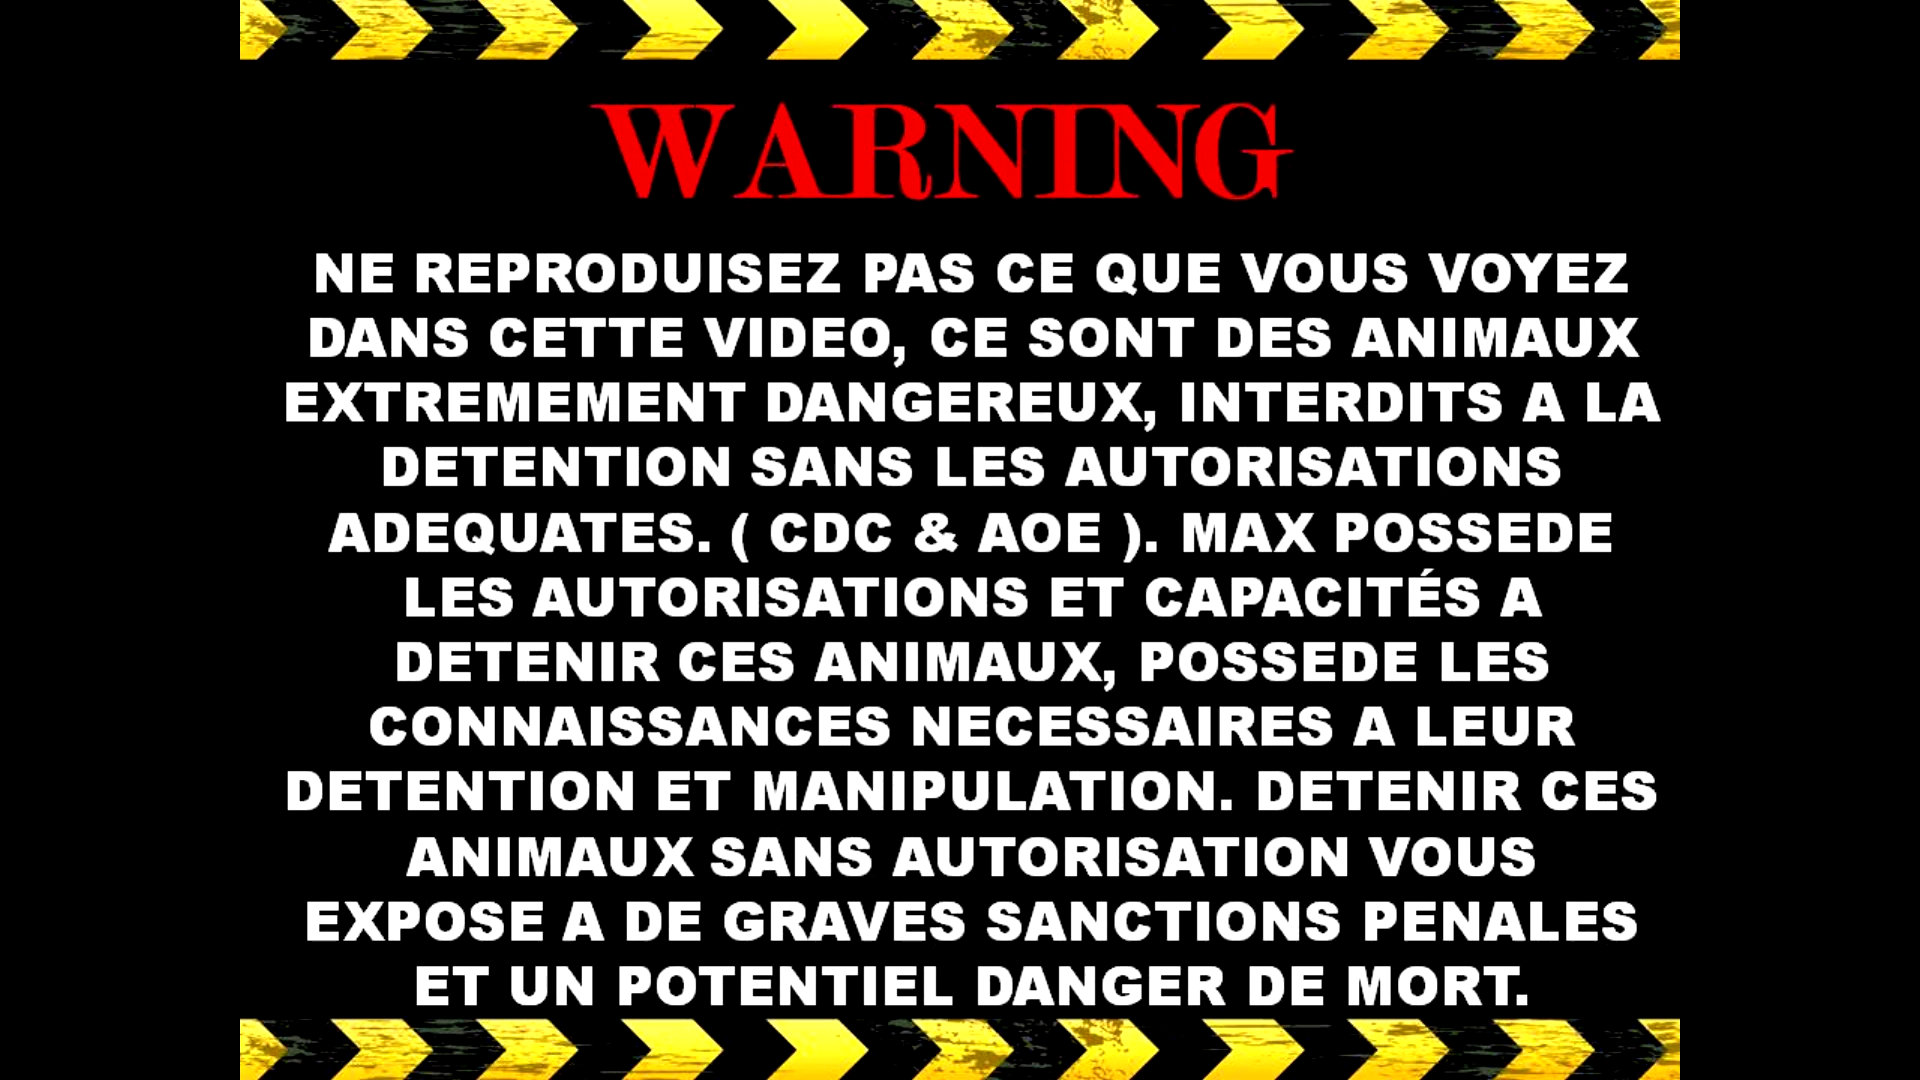 WARNING
NE REPRODUISEZ PAS CE QUE VOUS VOYEZ
DANS CETTE VIDEO, CE SONT DES ANIMAUX
EXTREMEMENT DANGEREUX, INTERDITS A LA
DETENTION SANS LES AUTORISATIONS
ADEQUATES. ( CDC & AOE ). MAX POSSEDE
LES AUTORISATIONS ET CAPACITÉS A
DETENIR CES ANIMAUX, POSSEDE LES
CONNAISSANCES NECESSAIRES A LEUR
DETENTION ET MANIPULATION. DETENIR CES
ANIMAUX SANS AUTORISATION VOUS
EXPOSE A DE GRAVES SANCTIONS PENALES
ET UN POTENTIEL DANGER DE MORT.